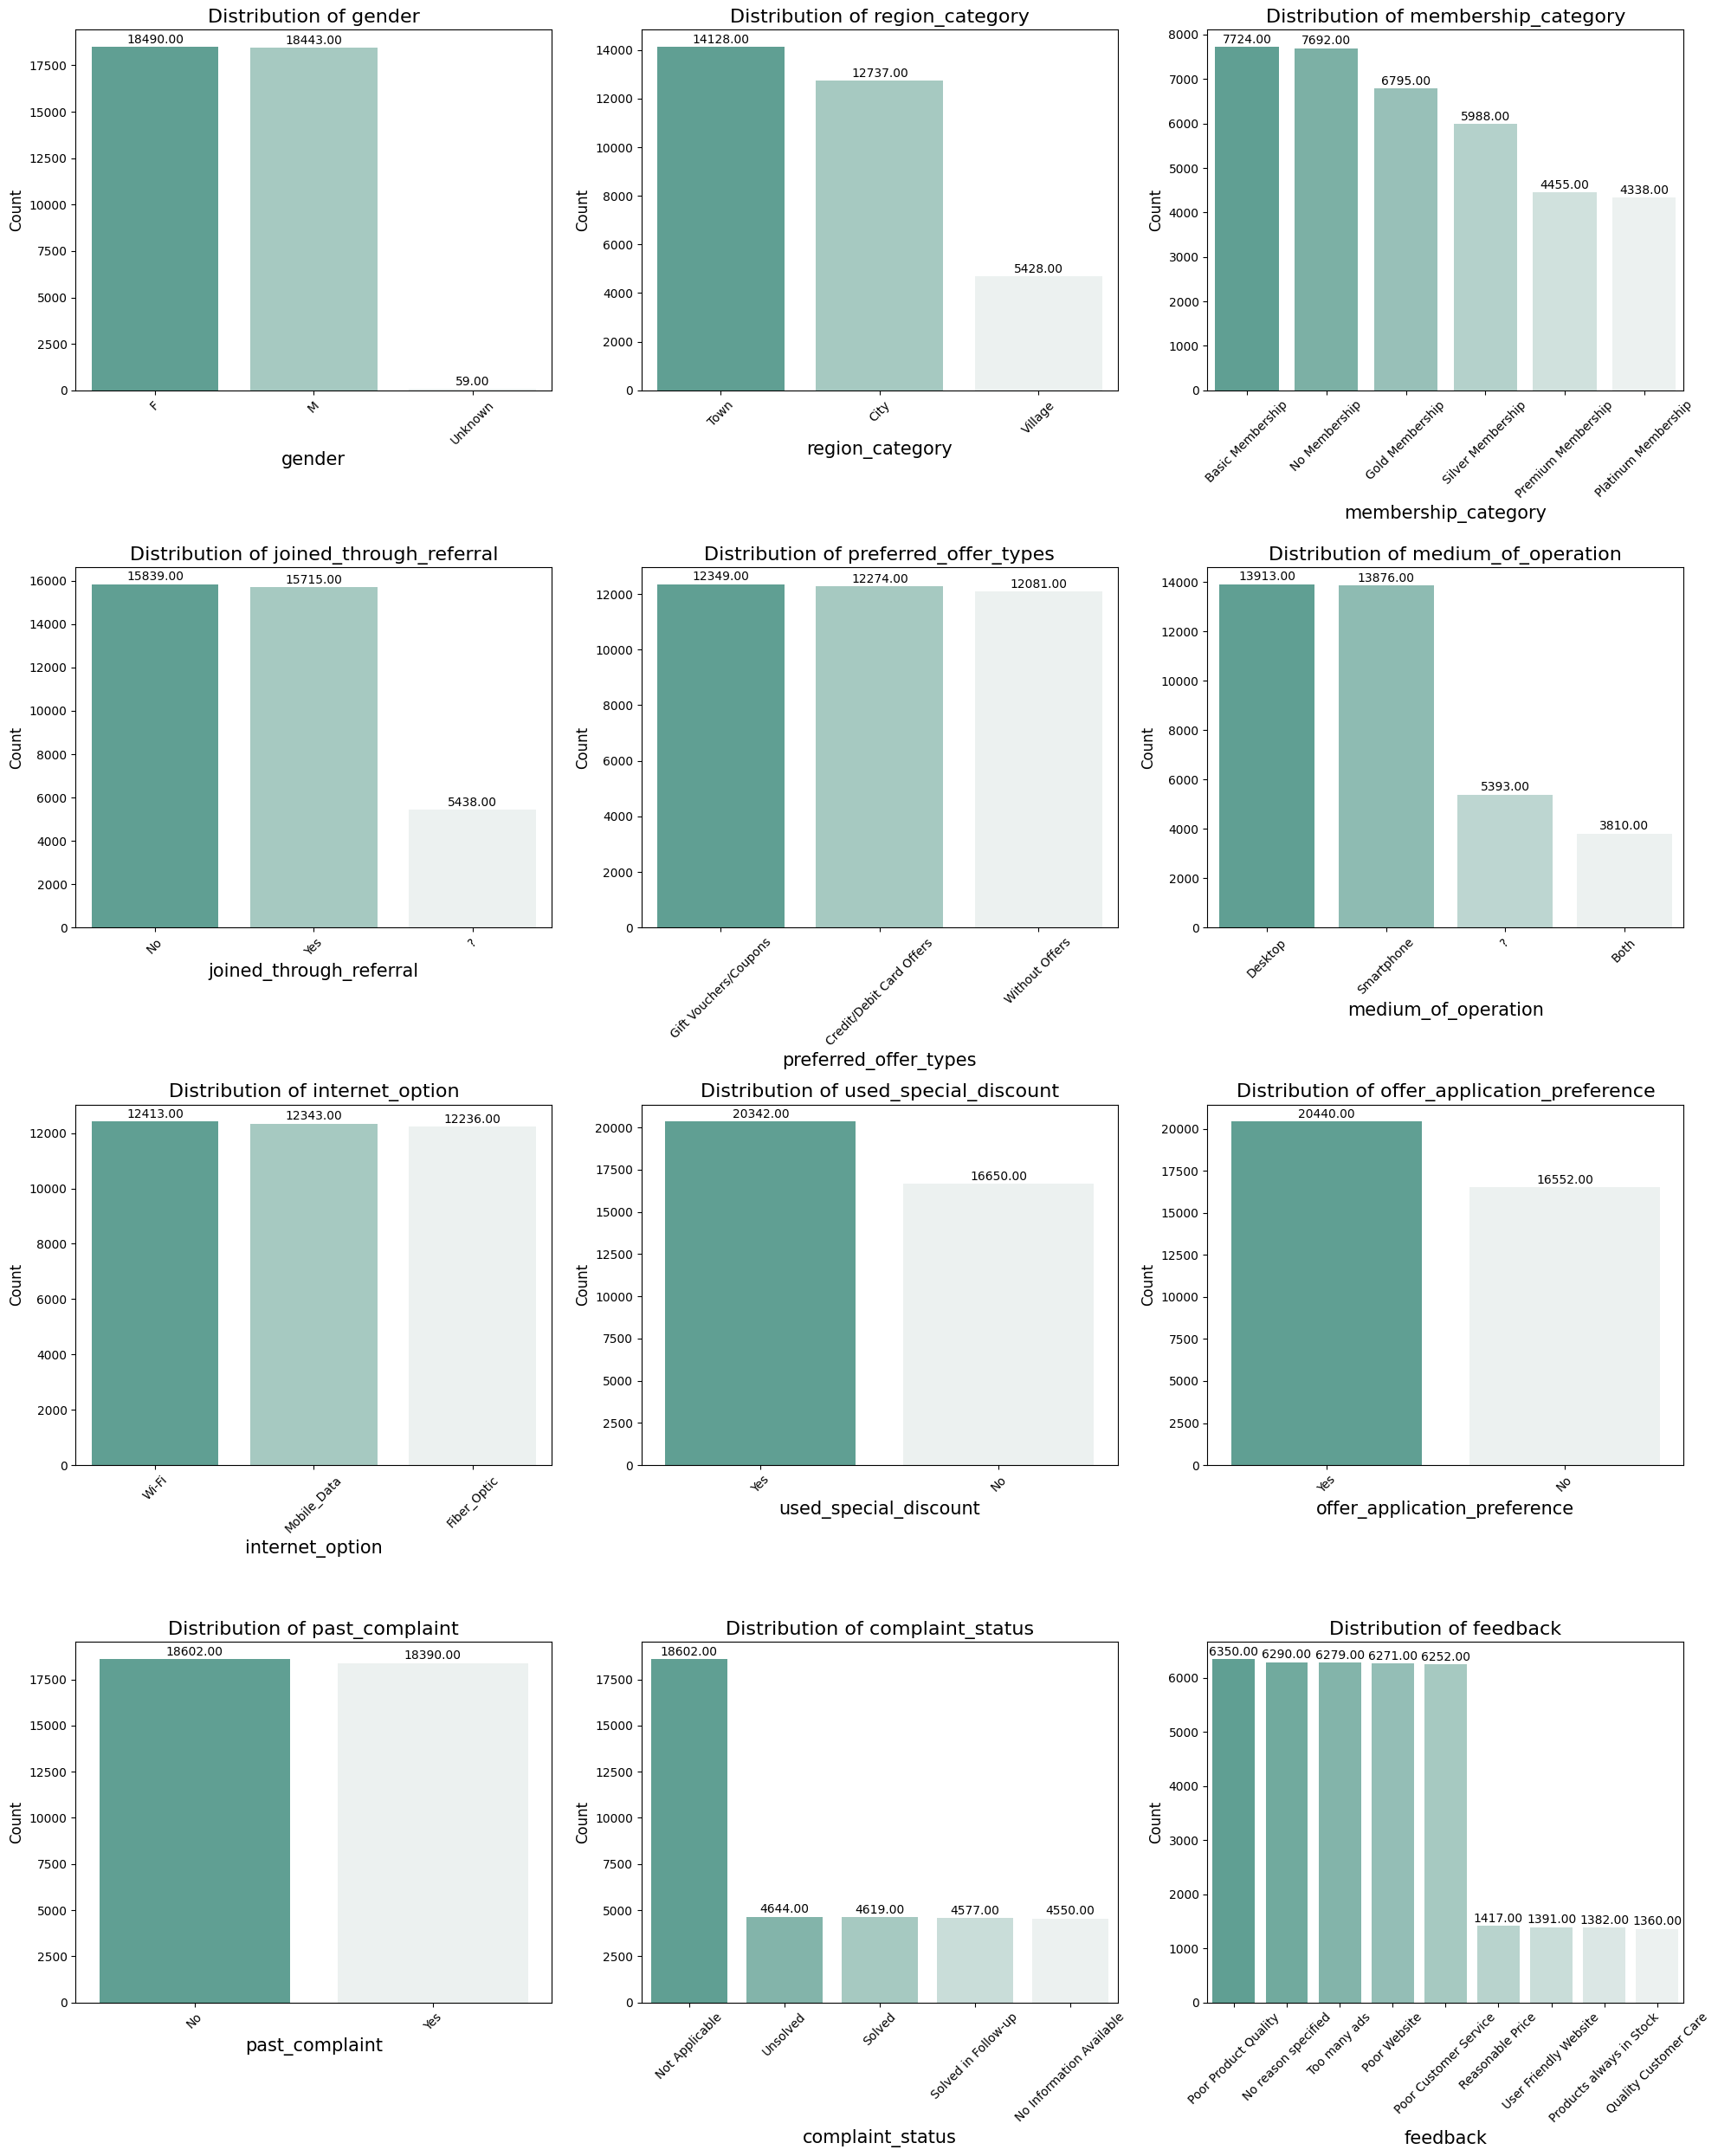 Distribution of gender
18490.00
18443.00
59.00
17500
15000
12500
10000
7500
5000
2500
0
Count
F
M
Unknown
gender
Distribution of region_category
14128.00
12737.00
5428.00
14000
12000
10000
8000
6000
4000
2000
0
Count
Town
City
Village
region_category
Distribution of membership_category
7724.00
7692.00
6795.00
5988.00
4455.00
4338.00
8000
7000
6000
5000
4000
3000
2000
1000
0
Count
Basic Membership
No Membership
Gold Membership
Silver Membership
Premium Membership
Platinum Membership
membership_category
Distribution of joined_through_referral
15839.00
15715.00
5438.00
16000
14000
12000
10000
8000
6000
4000
2000
0
Count
No
Yes
?
joined_through_referral
Distribution of preferred_offer_types
12349.00
12274.00
12081.00
12000
10000
8000
6000
4000
2000
0
Count
Gift Vouchers/Coupons
Credit/Debit Card Offers
Without Offers
preferred_offer_types
Distribution of medium_of_operation
13913.00
13876.00
5393.00
3810.00
14000
12000
10000
8000
6000
4000
2000
0
Count
Desktop
Smartphone
?
Both
medium_of_operation
Distribution of internet_option
12413.00
12343.00
12236.00
12000
10000
8000
6000
4000
2000
0
Count
Wi-Fi
Mobile_Data
Fiber_Optic
internet_option
Distribution of used_special_discount
20342.00
16650.00
20000
17500
15000
12500
10000
7500
5000
2500
0
Count
Yes
No
used_special_discount
Distribution of offer_application_preference
20440.00
16552.00
20000
17500
15000
12500
10000
7500
5000
2500
0
Count
Yes
No
offer_application_preference
Distribution of past_complaint
18602.00
18390.00
17500
15000
12500
10000
7500
5000
2500
0
Count
No
Yes
past_complaint
Distribution of complaint_status
18602.00
4644.00
4619.00
4577.00
4550.00
17500
15000
12500
10000
7500
5000
2500
0
Count
Not Applicable
Unsolved
Solved
Solved in Follow-up
No Information Available
complaint_status
Distribution of feedback
6350.00
6290.00
6279.00
6271.00
6252.00
1417.00
1391.00
1382.00
1360.00
6000
5000
4000
3000
2000
1000
0
Count
Poor Product Quality
No reason specified
Too many ads
Poor Website
Poor Customer Service
Reasonable Price
User Friendly Website
Products always in Stock
Quality Customer Care
feedback